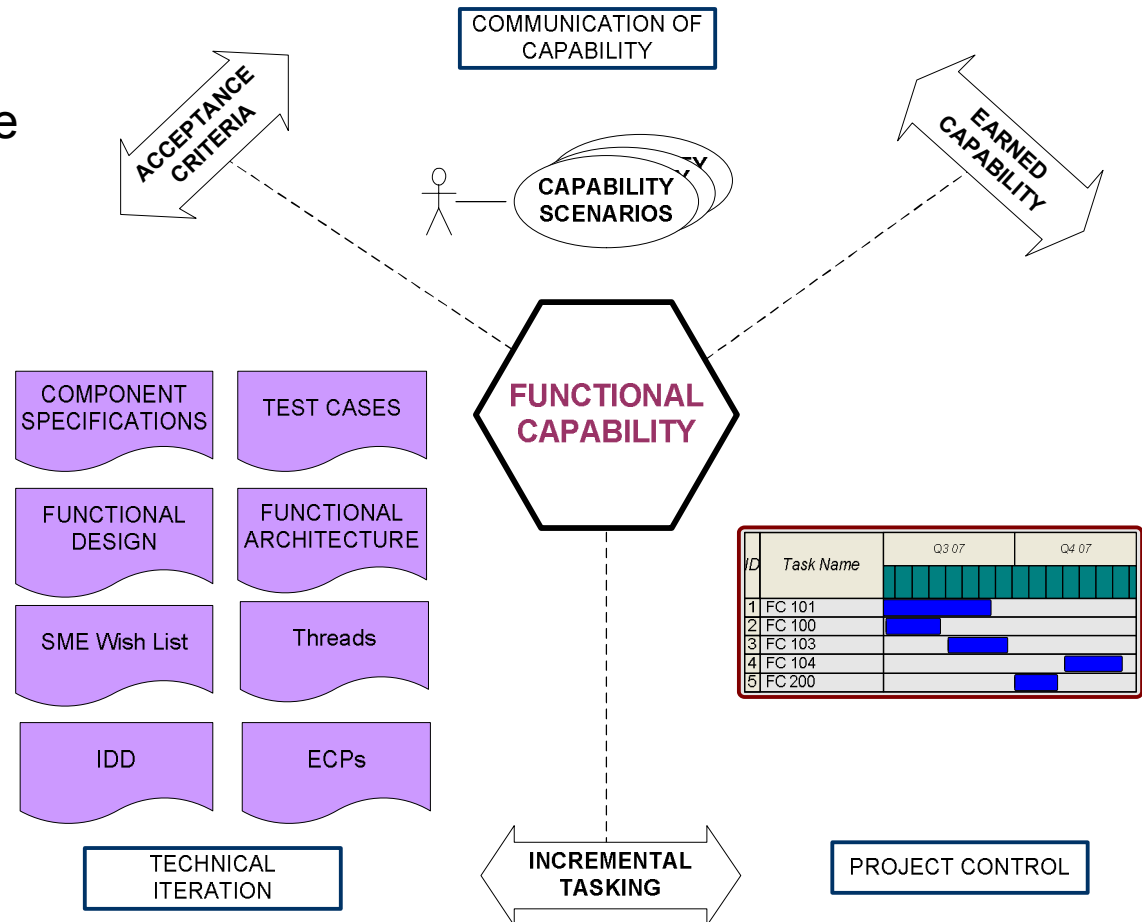 COMMUNICATION OF
CAPABILITY
e
ACCEPTANCE
CRITERIA
EARNED
CAPABILITY
CAPABILITY
SCENARIOS
FUNCTIONAL
CAPABILITY
COMPONENT
SPECIFICATIONS
TEST CASES
FUNCTIONAL
DESIGN
FUNCTIONAL
ARCHITECTURE
SME Wish List
Threads
IDD
ECPs
ID Task Name Q3 07 Q4 07
1 FC 101
2 FC 100
3 FC 103
4 FC 104
5 FC 200
TECHNICAL
ITERATION
INCREMENTAL
TASKING
PROJECT CONTROL